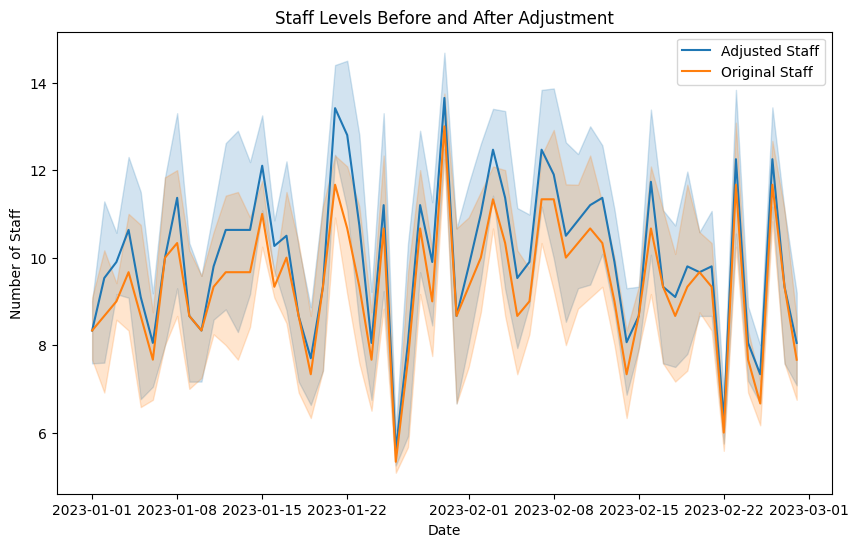 Staff Levels Before and After Adjustment
Adjusted Staff
Original Staff
Number of Staff
14
12
10
8
6
2023-01-01
2023-01-08
2023-01-15
2023-01-22
2023-02-01
2023-02-08
2023-02-15
2023-02-22
2023-03-01
Date